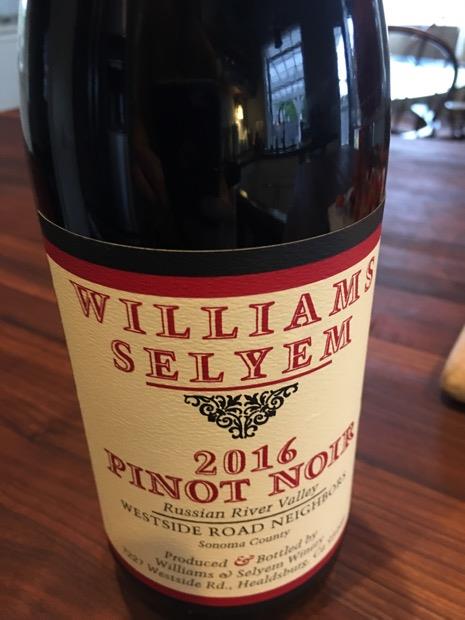 WILLIAMS
SELYEM
2016
PINOT NOIR
Russian River Valley
WESTSIDE ROAD NEIGHBORS
Sonoma County
Produced & Bottled by
Williams & Selyem Winery
7227 Westside Rd., Healdsburg, Ca